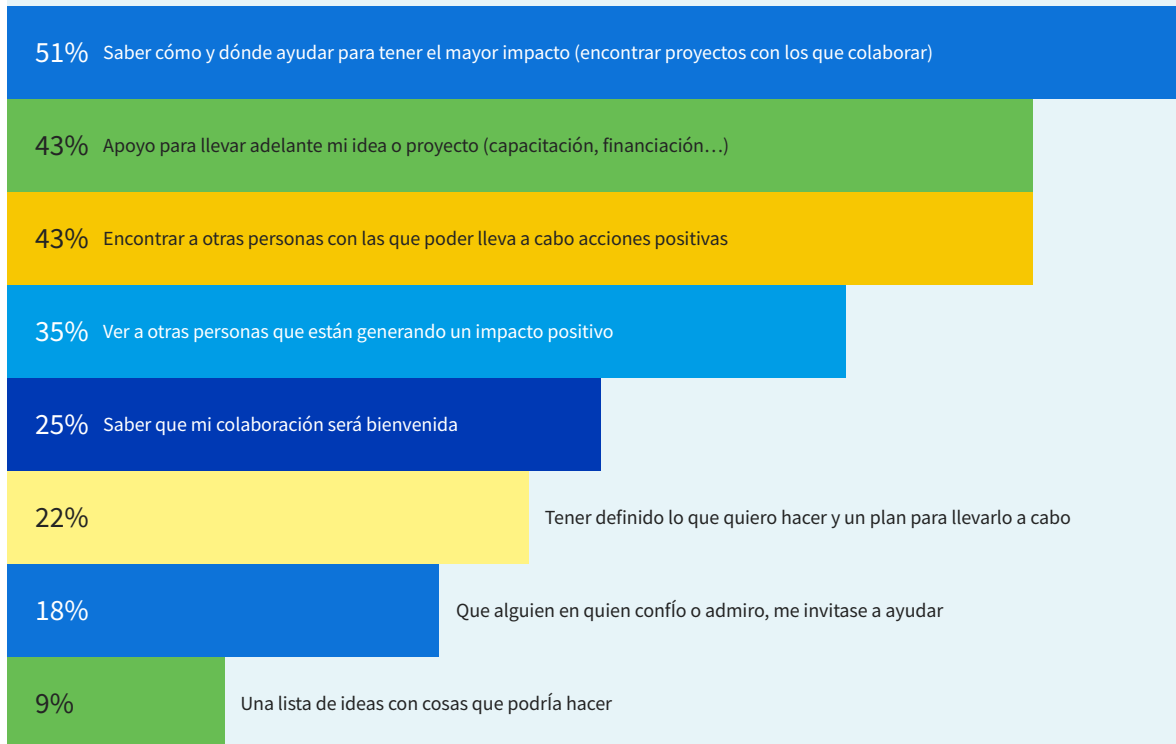 51% Saber cómo y dónde ayudar para tener el mayor impacto (encontrar proyectos con los que colaborar)
43% Apoyo para llevar adelante mi idea o proyecto (capacitación, financiación…)
43% Encontrar a otras personas con las que poder lleva a cabo acciones positivas
35% Ver a otras personas que están generando un impacto positivo
25% Saber que mi colaboración será bienvenida
22% Tener definido lo que quiero hacer y un plan para llevarlo a cabo
18% Que alguien en quien confÍo o admiro, me invitase a ayudar
9% Una lista de ideas con cosas que podrÍa hacer